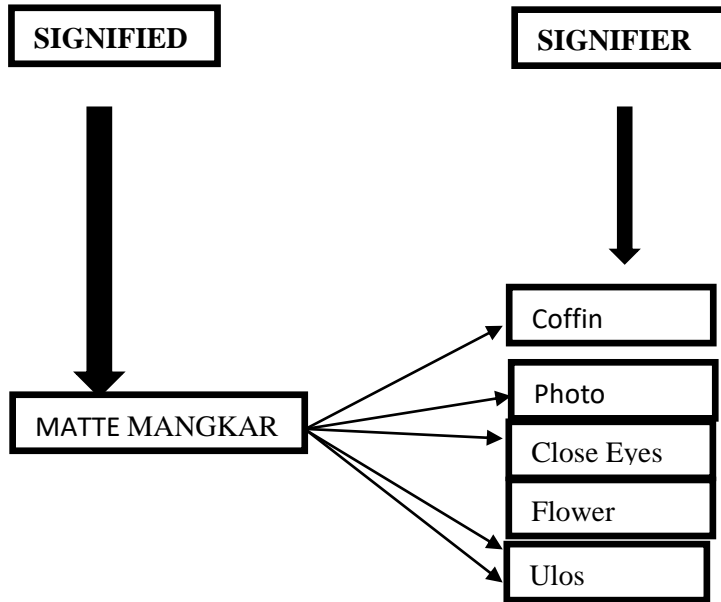 SIGNIFIED
SIGNIFIER
Coffin
Photo
MATTE MANGKAR
Close Eyes
Flower
Ulos